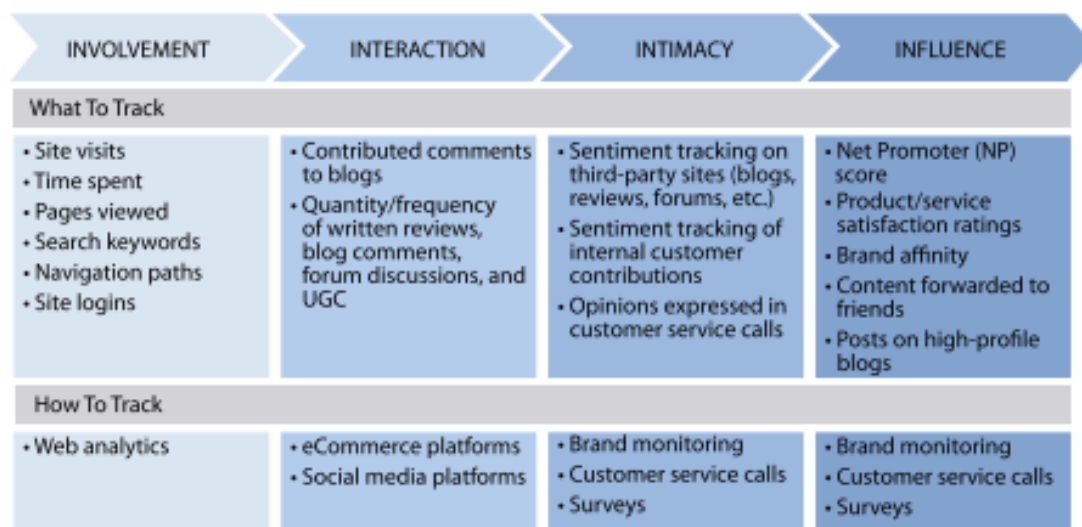 INVOLVEMENT
INTERACTION
INTIMACY
INFLUENCE
What To Track
• Site visits
• Time spent
• Pages viewed
• Search keywords
• Navigation paths
• Site logins
• Contributed comments
to blogs
• Quantity/frequency
of written reviews,
blog comments,
forum discussions, and
UGC
• Sentiment tracking on
third-party sites (blogs,
reviews, forums, etc.)
• Sentiment tracking of
internal customer
contributions
• Opinions expressed in
customer service calls
• Net Promoter (NP)
score
• Product/service
satisfaction ratings
• Brand affinity
• Content forwarded to
friends
• Posts on high-profile
blogs
How To Track
• Web analytics
• eCommerce platforms
• Social media platforms
• Brand monitoring
• Customer service calls
• Surveys
• Brand monitoring
• Customer service calls
• Surveys